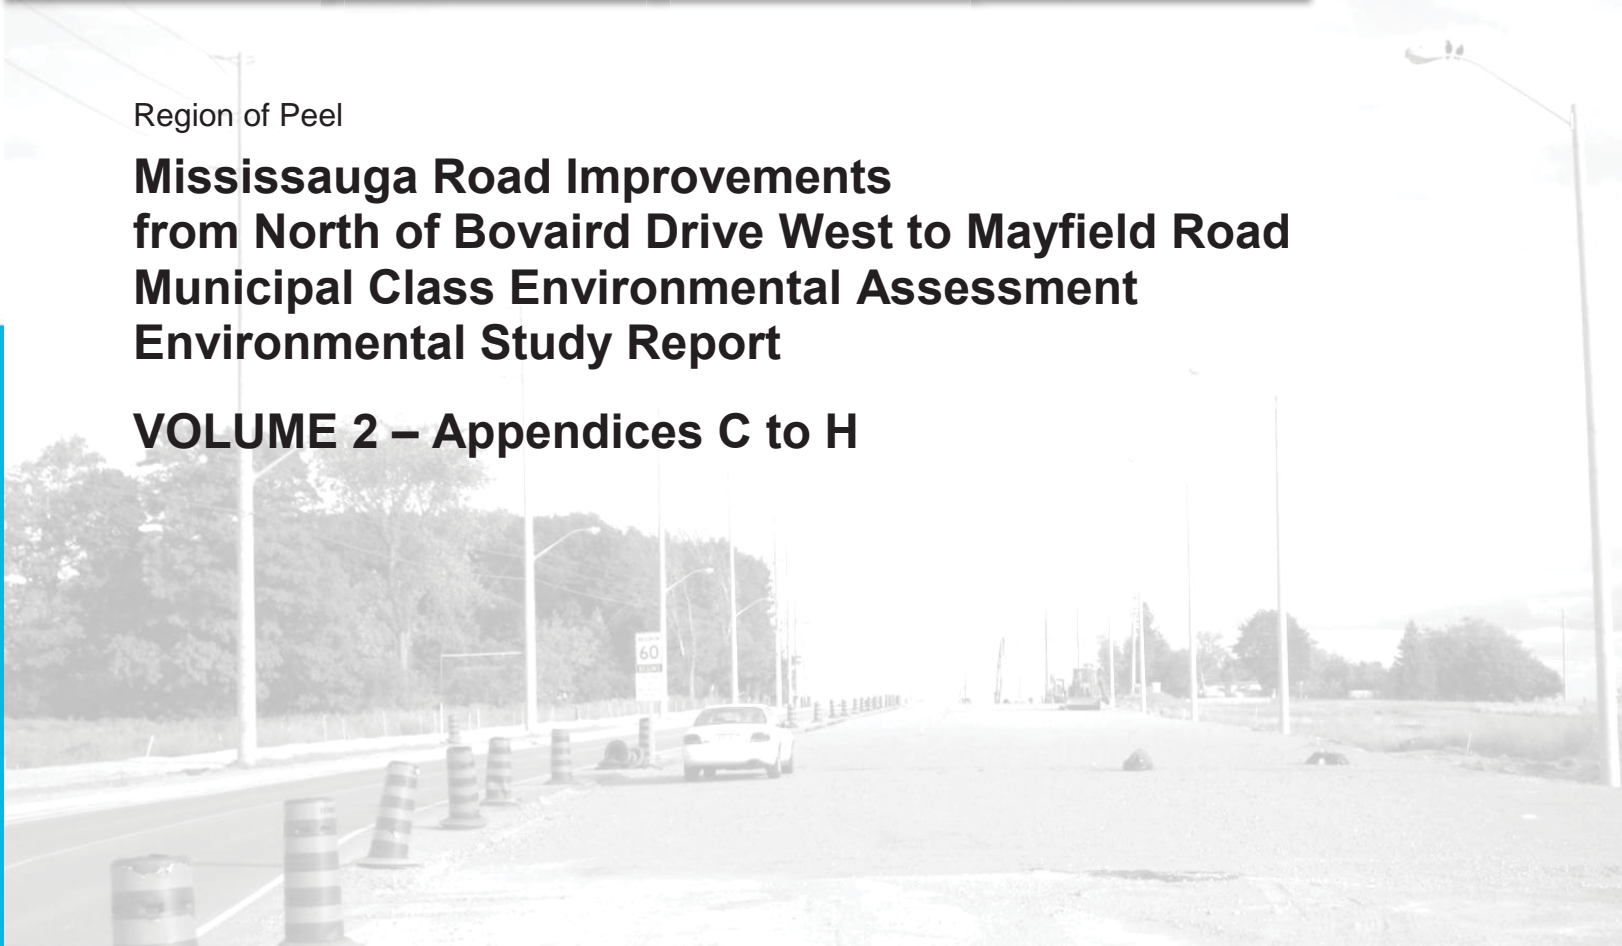 Region of Peel
Mississauga Road Improvements
from North of Bovaird Drive West to Mayfield Road
Municipal Class Environmental Assessment
Environmental Study Report
VOLUME 2 – Appendices C to H
60